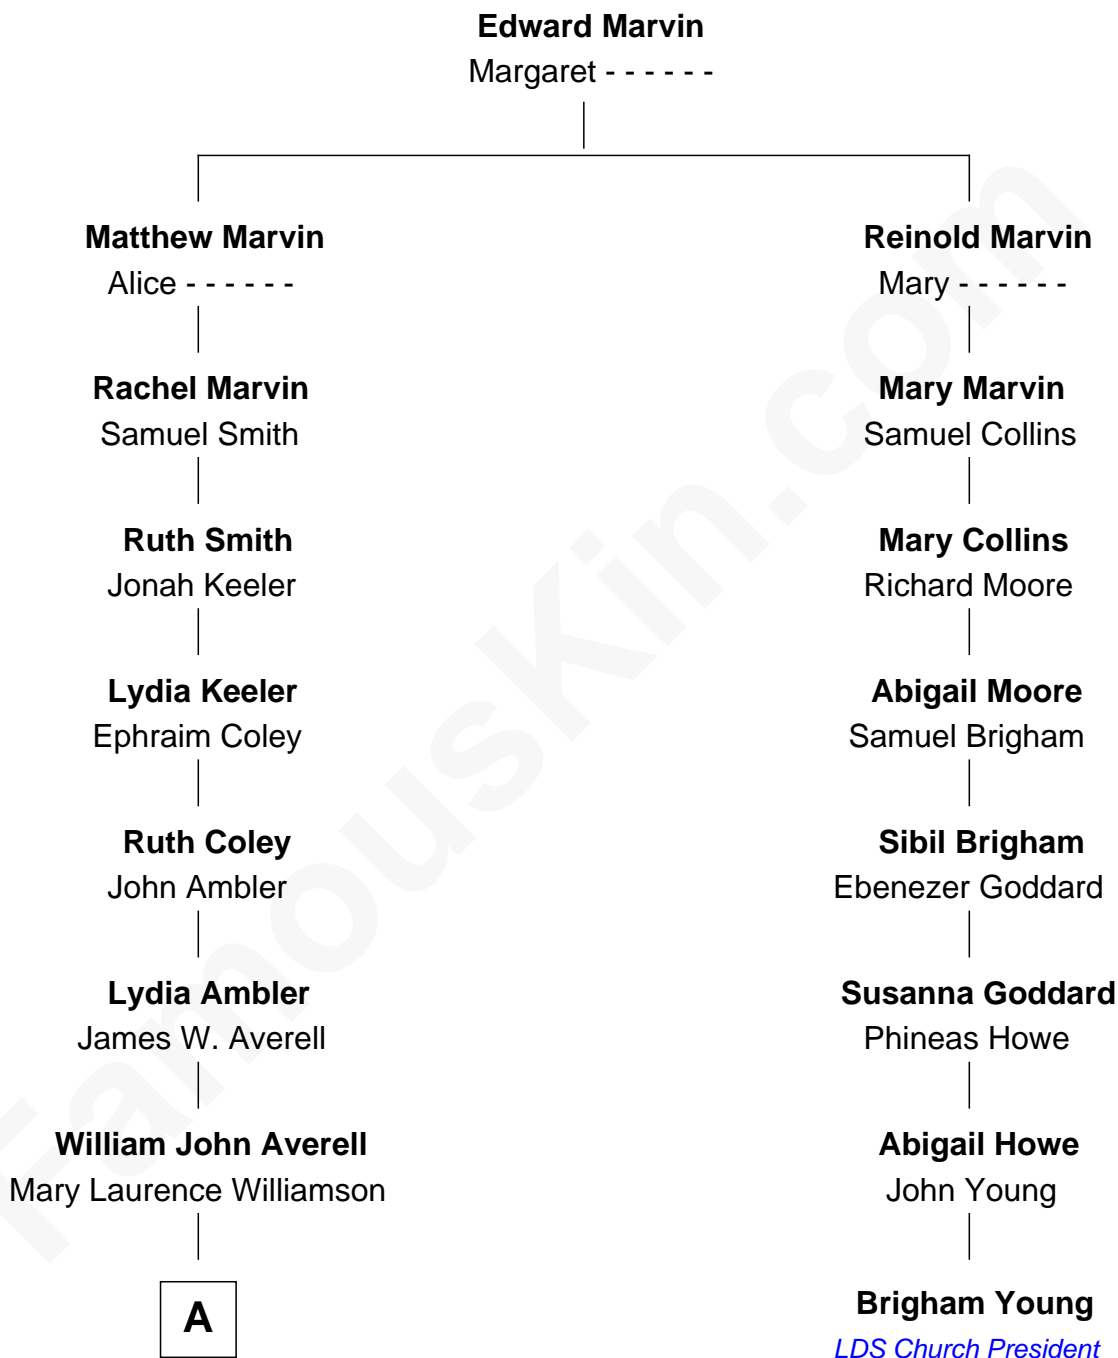 Edward Marvin
Margaret - - - - - -
Matthew Marvin
Alice - - - - - -
Rachel Marvin
Samuel Smith
Ruth Smith
Jonah Keeler
Lydia Keeler
Ephraim Coley
Ruth Coley
John Ambler
Lydia Ambler
James W. Averell
William John Averell
Mary Laurence Williamson
A
Reinold Marvin
Mary - - - - - -
Mary Marvin
Samuel Collins
Mary Collins
Richard Moore
Abigail Moore
Samuel Brigham
Sibil Brigham
Ebenezer Goddard
Susanna Goddard
Phineas Howe
Abigail Howe
John Young
Brigham Young
LDS Church President
FamousKin.com